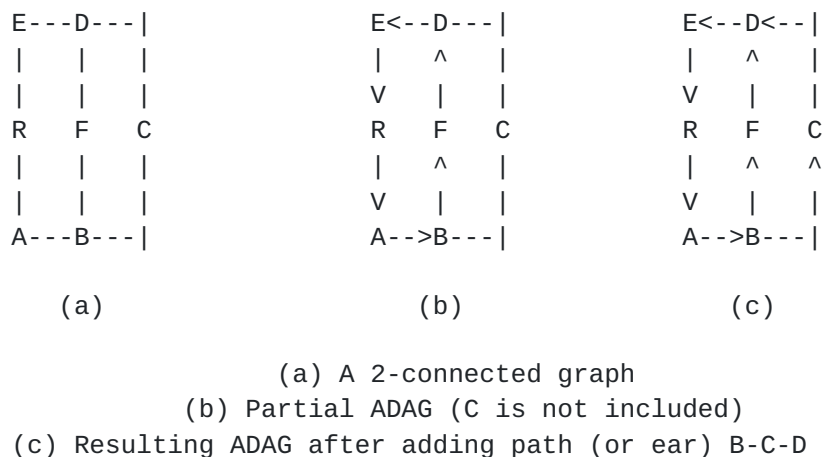 E---D---|                E<--D---|                E<--D<--|
|   |   |                |   ^   |                |   ^   |
|   |   |                V   |   |                V   |   |
R   F   C                R   F   C                R   F   C
|   |   |                |   ^   |                |   ^   ^
|   |   |                V   |   |                V   |   |
A---B---|                A-->B---|                A-->B---|
(a)                      (b)                      (c)
(a) A 2-connected graph
(b) Partial ADAG (C is not included)
(c) Resulting ADAG after adding path (or ear) B-C-D